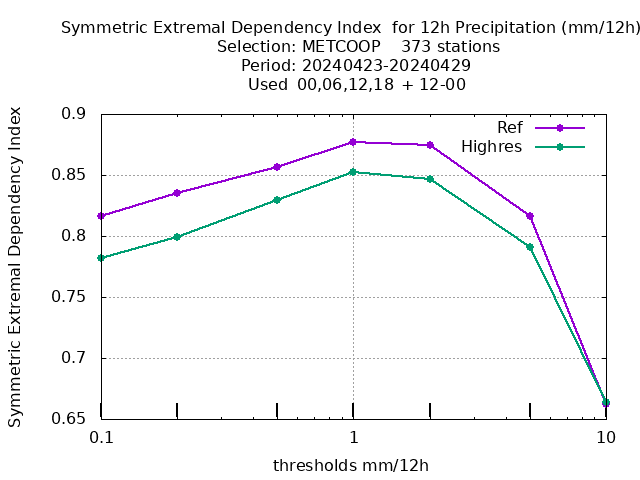 Symmetric Extremal Dependency Index  for 12h Precipitation (mm/12h)
Selection: METCOOP    373 stations
Period: 20240423-20240429
Used  00,06,12,18  + 12-00
Symmetric Extremal Dependency Index
0.9
0.85
0.8
0.75
0.7
0.65
Ref
Highres
0.1
1
10
thresholds mm/12h